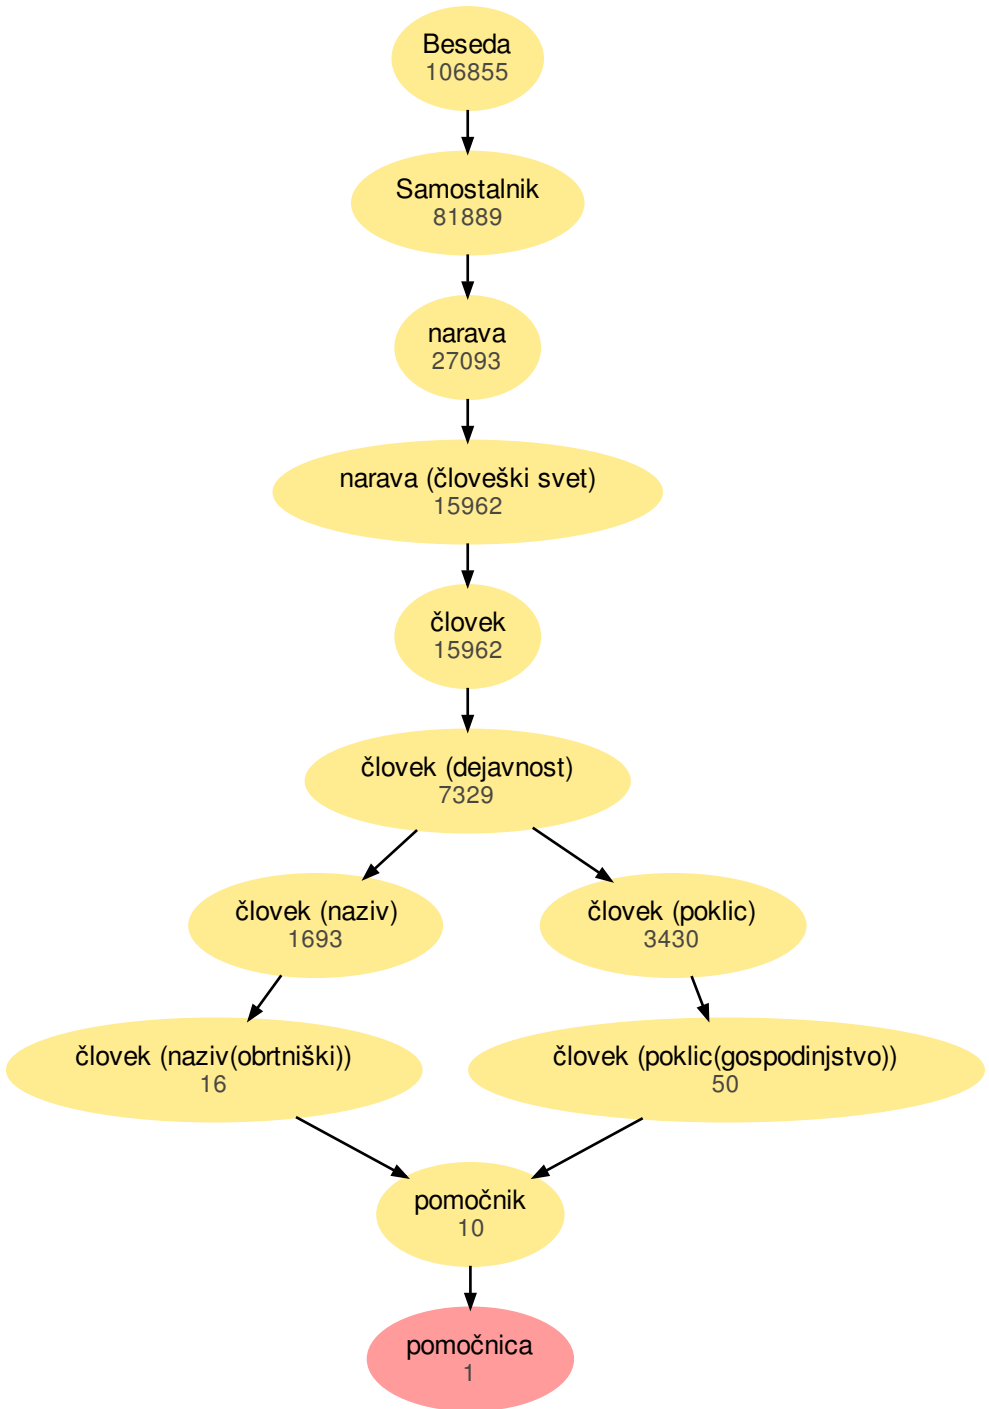 Beseda
106855
Samostalnik
81889
narava
27093
narava (človeški svet)
15962
človek
15962
človek (dejavnost)
7329
človek (naziv)
1693
človek (poklic)
3430
človek (naziv(obrtniški))
16
človek (poklic(gospodinjstvo))
50
pomočnik
10
pomočnica
1